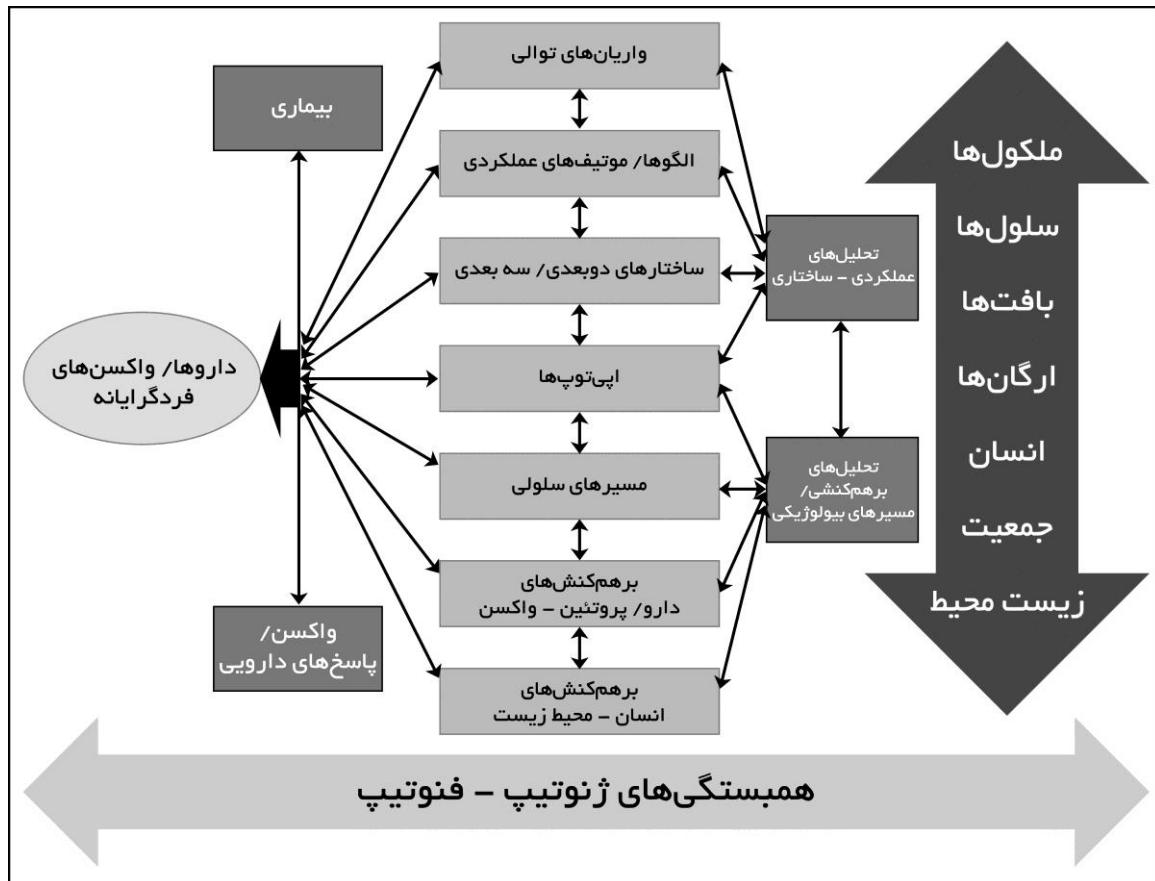 واریان‌های توالی
بیماری
الگوها/ موتیف‌های عملکردی
ساختارهای دوبعدی/ سه بعدی
تحلیل‌های
عملکردی – ساختاری
داروها/ واکسن‌های
فردگرایانه
اپی‌توپ‌ها
مسیرهای سلولی
تحلیل‌های
برهم‌کنشی/
مسیرهای بیولوژیکی
برهم‌کنش‌های
دارو/ پروتئین – واکسن
واکسن/
پاسخ‌های دارویی
برهم‌کنش‌های
انسان – محیط زیست
ملکول‌ها
سلول‌ها
بافت‌ها
ارگان‌ها
انسان
جمعیت
زیست محیط
همبستگی‌های ژنوتیپ – فنوتیپ